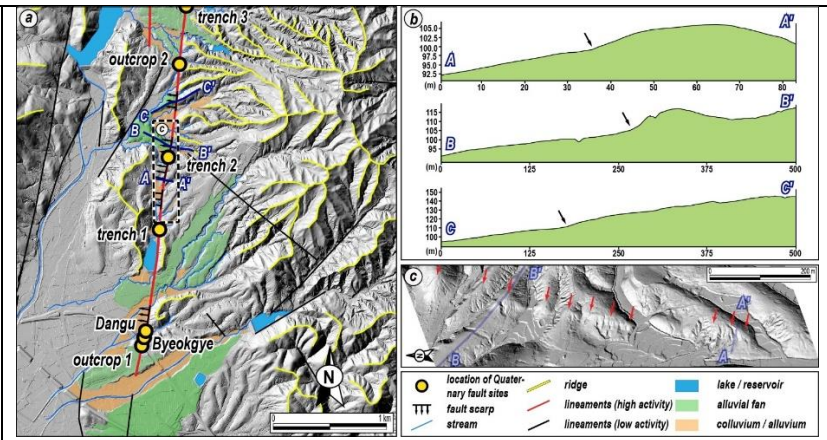 a
trench 3
outcrop 2
C'
C
B
c
B'
trench 2
A
A'
trench 1
Dangu
Byeokgye
outcrop 1
N
0
1 km
b
A
A'
105.0
102.5
100.0
97.5
95.0
92.5
(m)
0
10
20
30
40
50
60
70
80
B
B'
115
110
105
100
95
(m)
0
125
250
375
500
C
C'
150
140
130
120
110
100
(m)
0
125
250
375
500
c
0
200 m
B'
A'
N
B
A
location of Quater-
nary fault sites
fault scarp
stream
ridge
lineaments (high activity)
lineaments (low activity)
lake / reservoir
alluvial fan
colluvium / alluvium